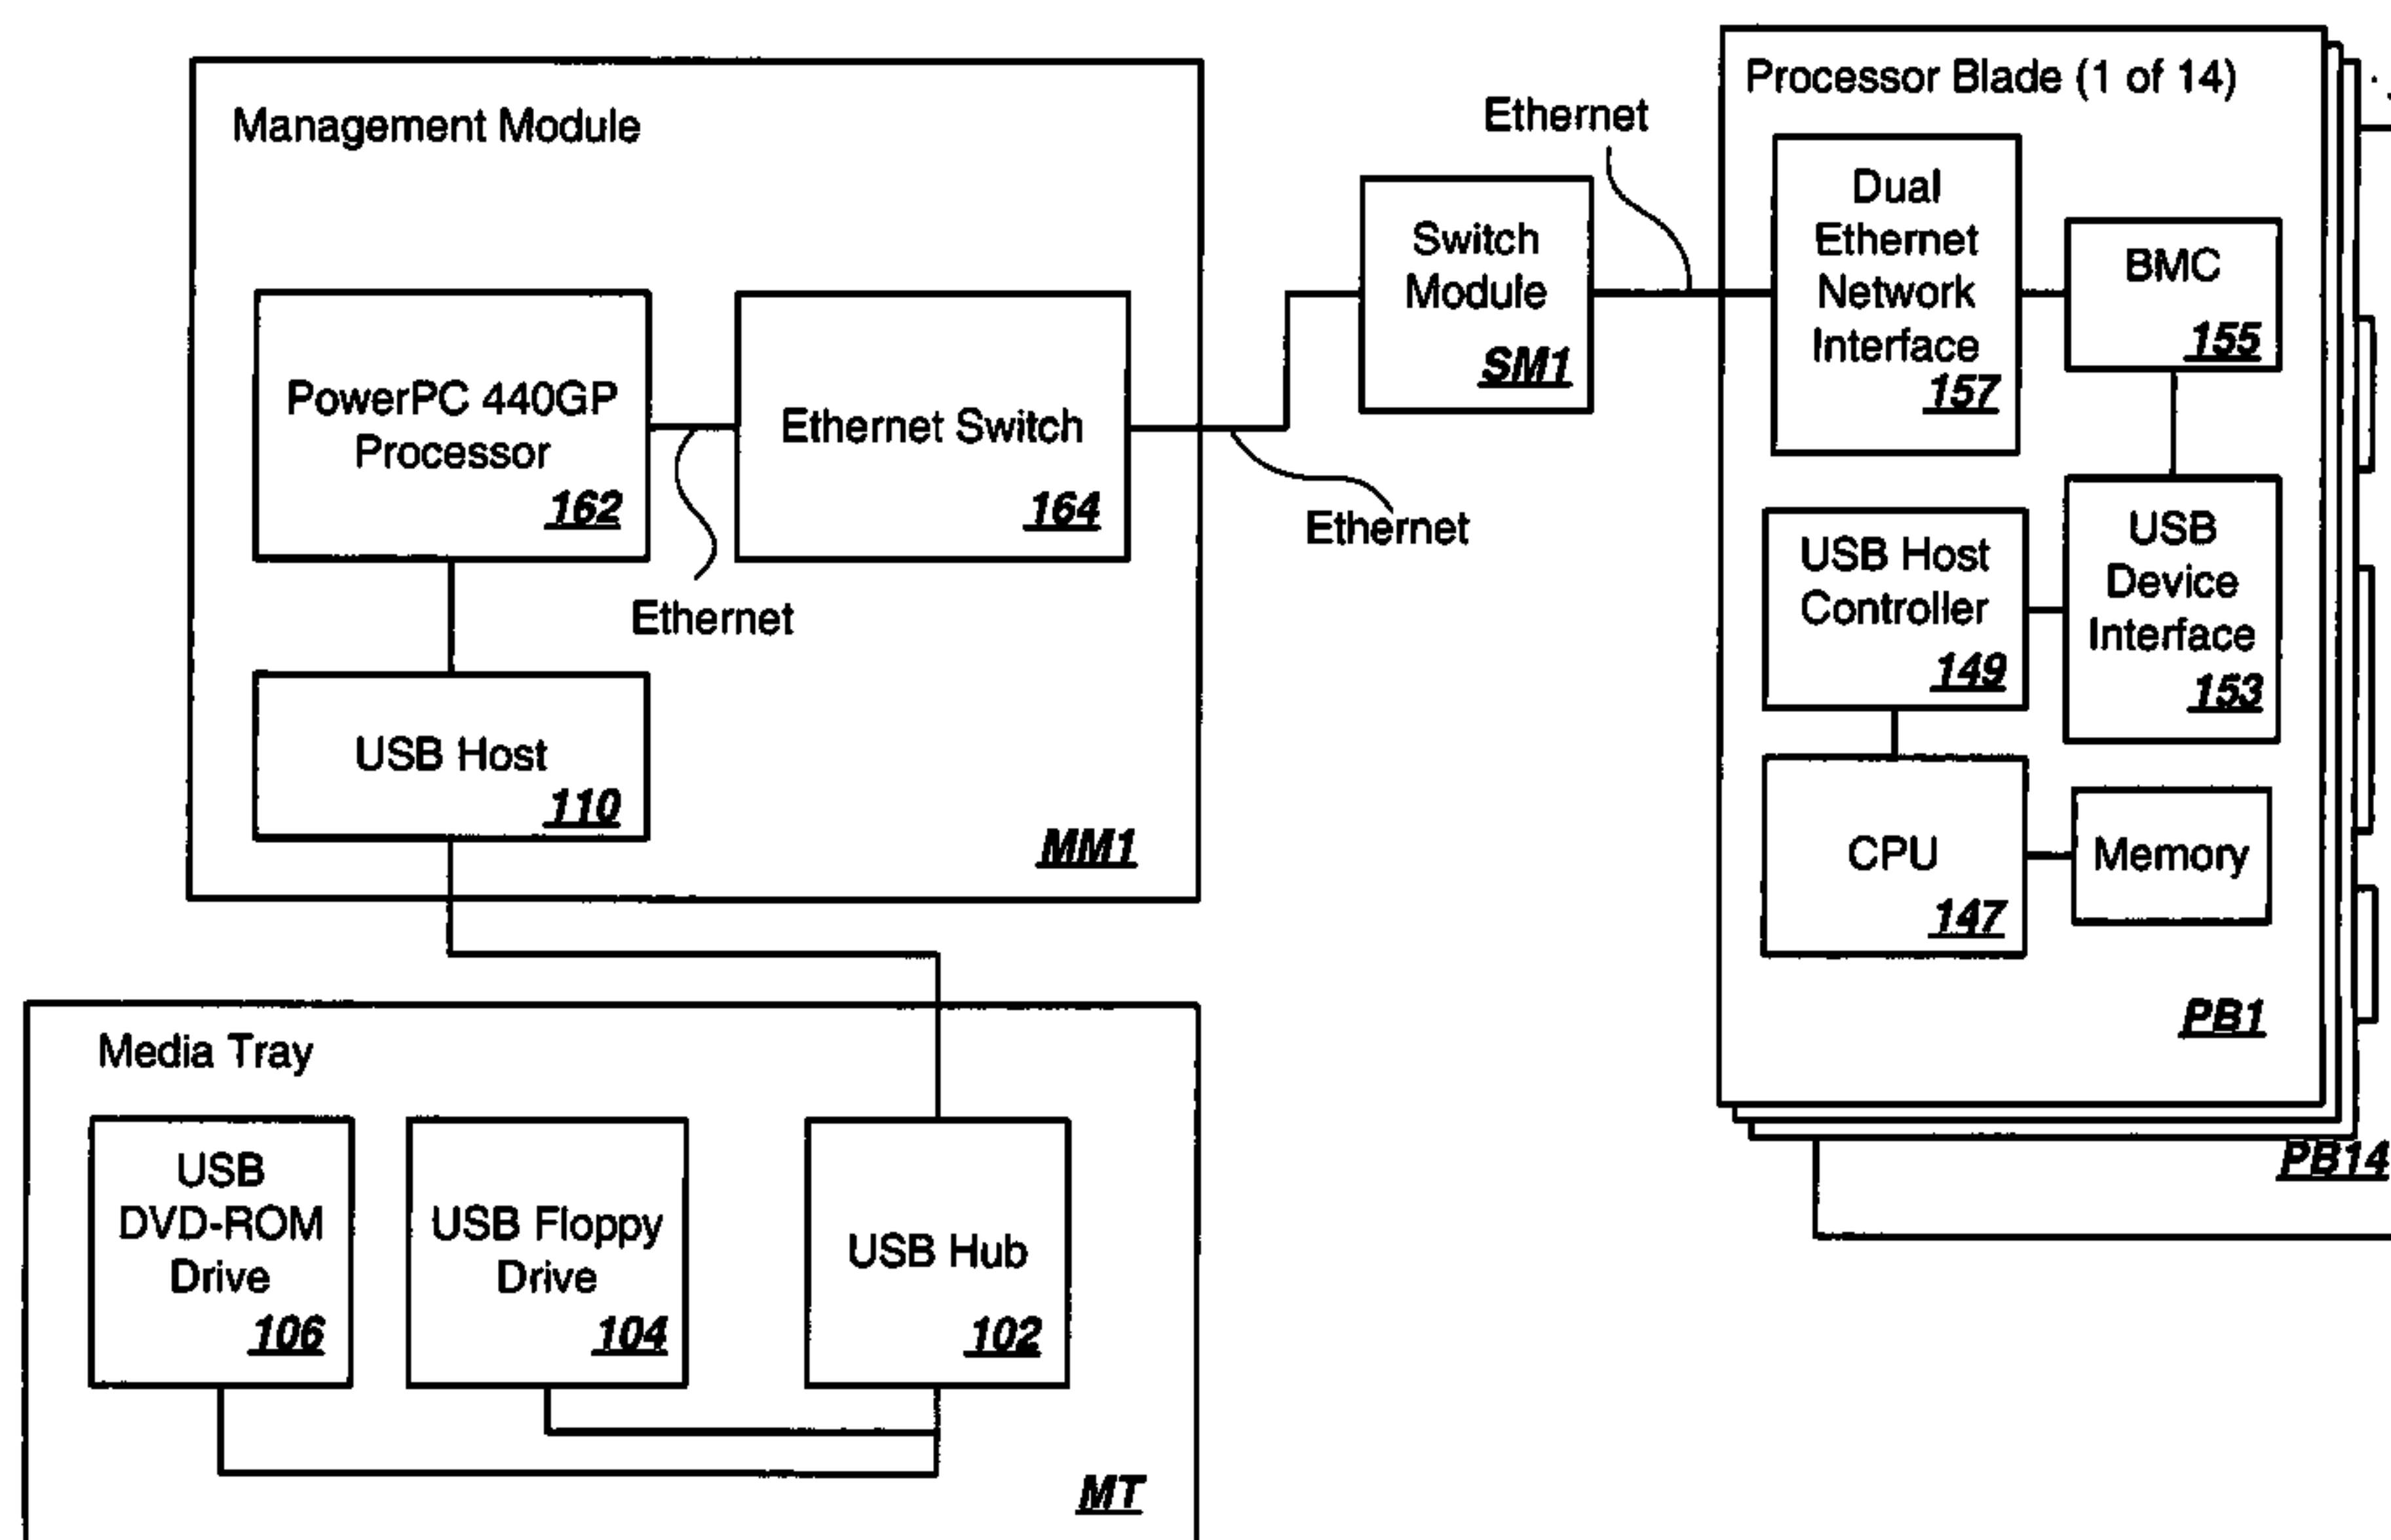 Management Module
PowerPC 440GP
Processor
162
Ethernet Switch
164
Ethernet
USB Host
110
MM1
Ethernet
Switch
Module
SM1
Ethernet
Processor Blade (1 of 14)
Dual
Ethernet
Network
Interface
157
BMC
155
USB Host
Controller
149
USB
Device
Interface
153
CPU
147
Memory
PB1
PB14
Media Tray
USB
DVD-ROM
Drive
106
USB Floppy
Drive
104
USB Hub
102
MT